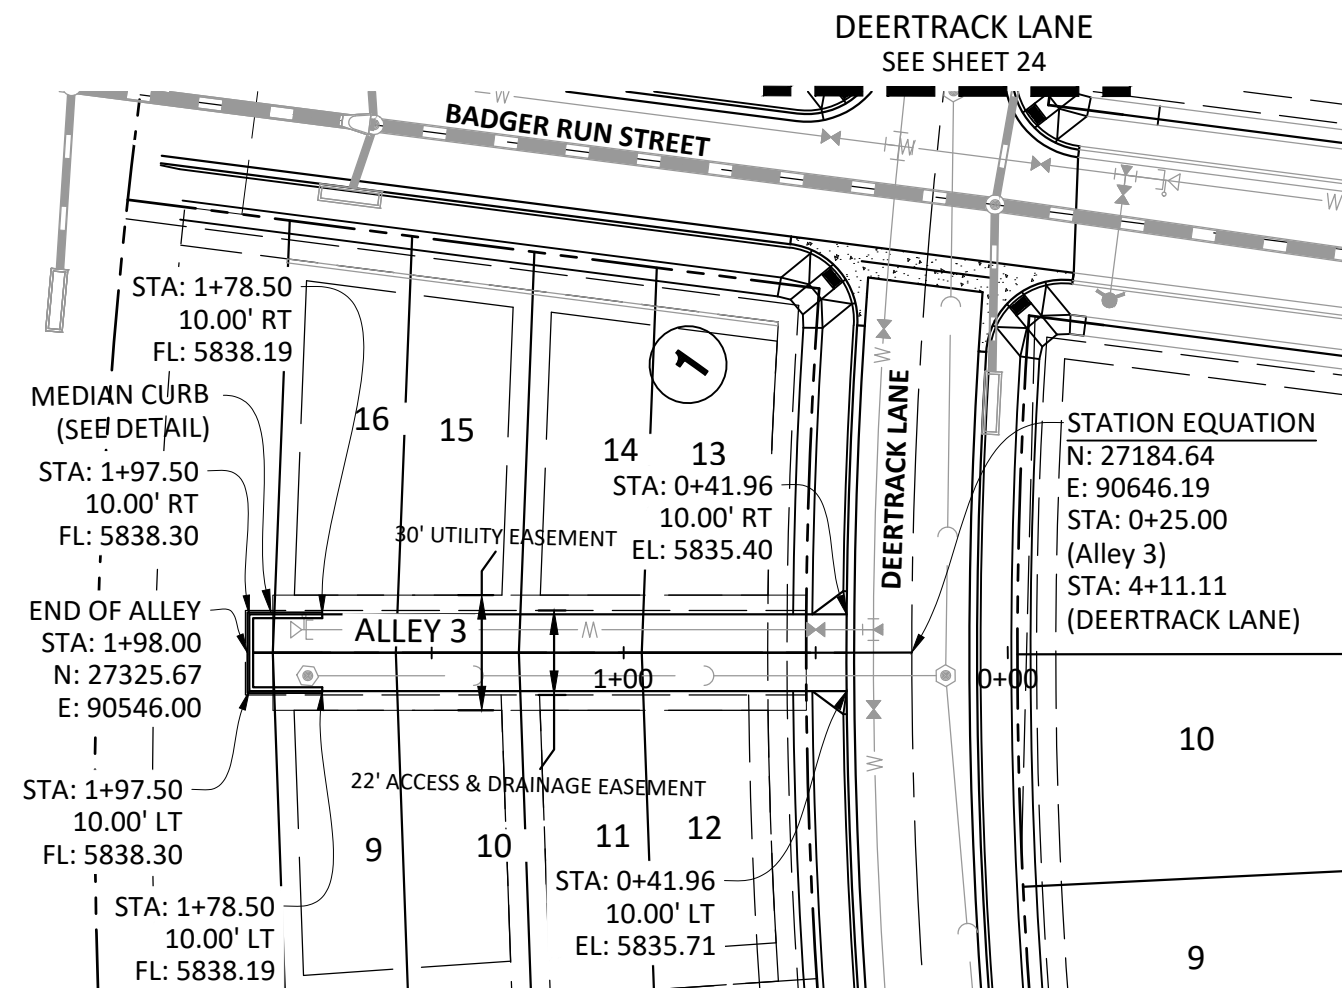 DEERTRACK LANE
SEE SHEET 24
W
BADGER RUN STREET
W
W
STA: 1+78.50
10.00' RT
FL: 5838.19
1
W
MEDIAN CURB
(SEE DETAIL)
16
15
14
13
DEERTRACK LANE
STATION EQUATION
N: 27184.64
E: 90646.19
STA: 0+25.00
(Alley 3)
STA: 4+11.11
(DEERTRACK LANE)
STA: 1+97.50
10.00' RT
FL: 5838.30
STA: 0+41.96
10.00' RT
EL: 5835.40
30' UTILITY EASEMENT
END OF ALLEY
STA: 1+98.00
N: 27325.67
E: 90546.00
ALLEY 3
W
1+00
0+00
10
W
22' ACCESS & DRAINAGE EASEMENT
STA: 1+97.50
10.00' LT
FL: 5838.30
9
10
11
12
STA: 0+41.96
10.00' LT
EL: 5835.71
STA: 1+78.50
10.00' LT
FL: 5838.19
9